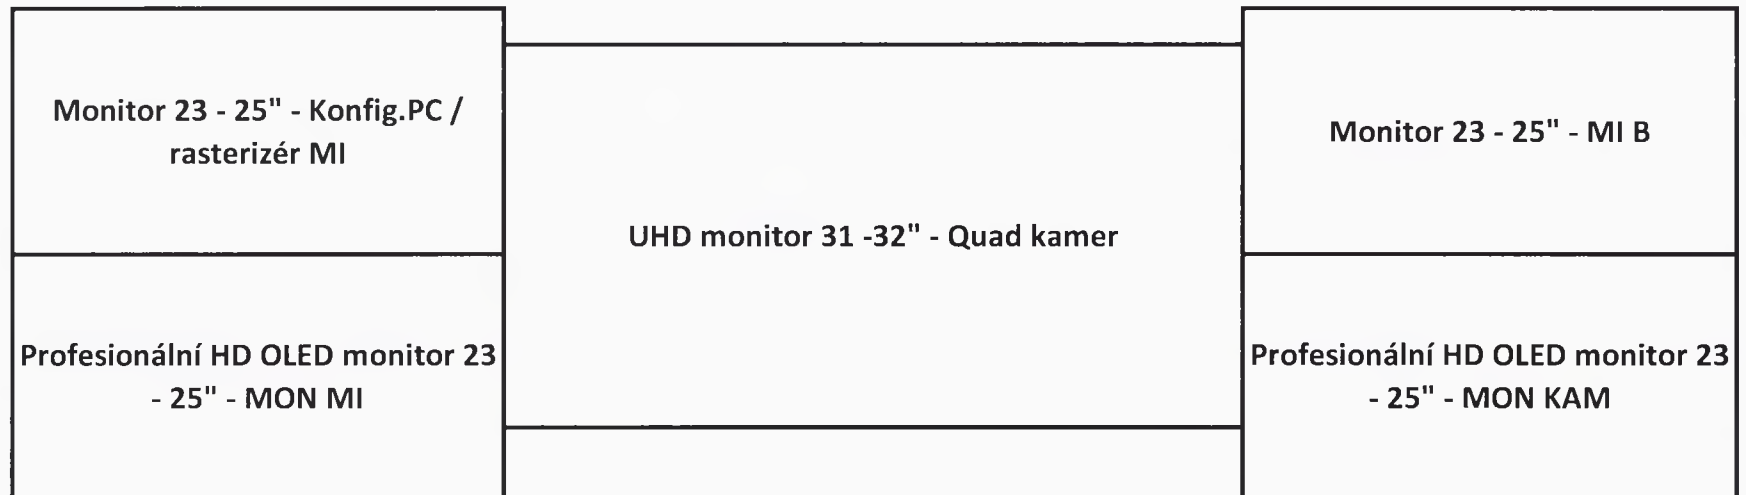 Monitor 23 - 25" - Konfig.PC /
rasterizér MI
Profesionální HD OLED monitor 23
- 25" - MON MI
UHD monitor 31 -32" - Quad kamer
Monitor 23 - 25" - MI B
Profesionální HD OLED monitor 23
- 25" - MON KAM